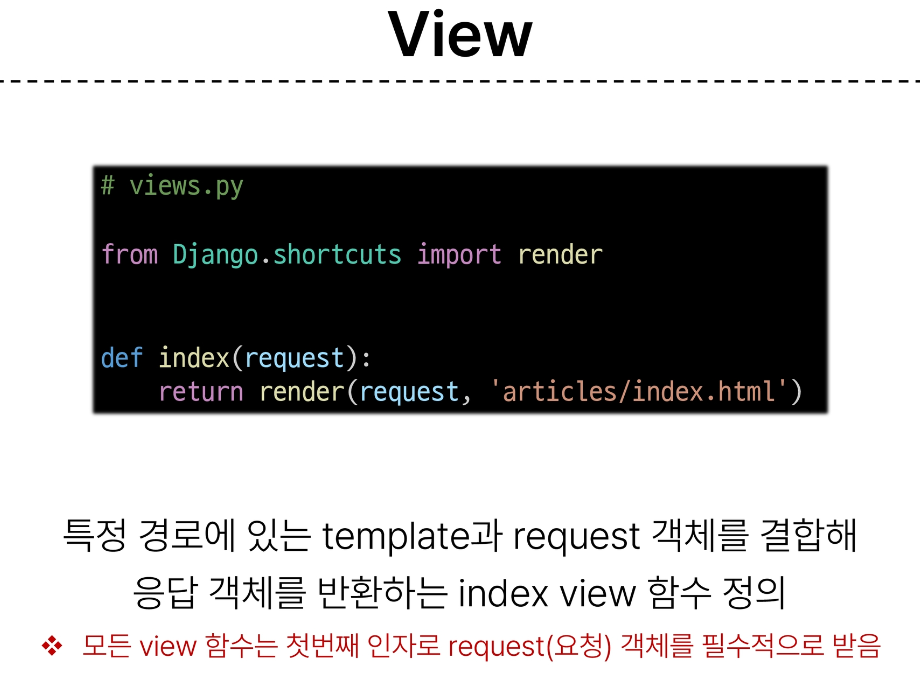 View
# views.py
from Django.shortcuts import render
def index(request):
    return render(request, 'articles/index.html')
특정 경로에 있는 template과 request 객체를 결합해
응답 객체를 반환하는 index view 함수 정의
❖ 모든 view 함수는 첫번째 인자로 request(요청) 객체를 필수적으로 받음